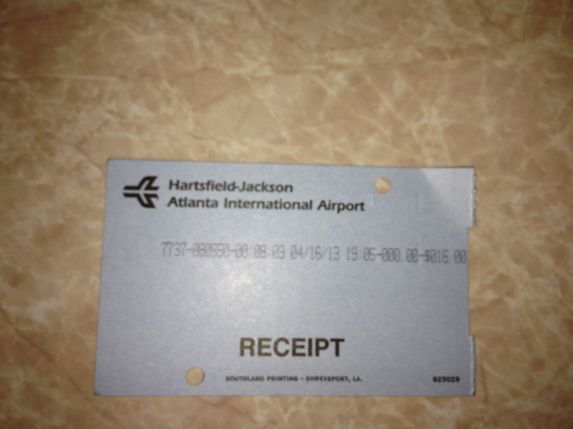 Hartsfield-Jackson
Atlanta International Airport
7737-080550-00 08:09 04/16/13 19:05-000.00-$016.00
RECEIPT
SOUTHLAND PRINTING - SHREVEPORT, LA. 825029